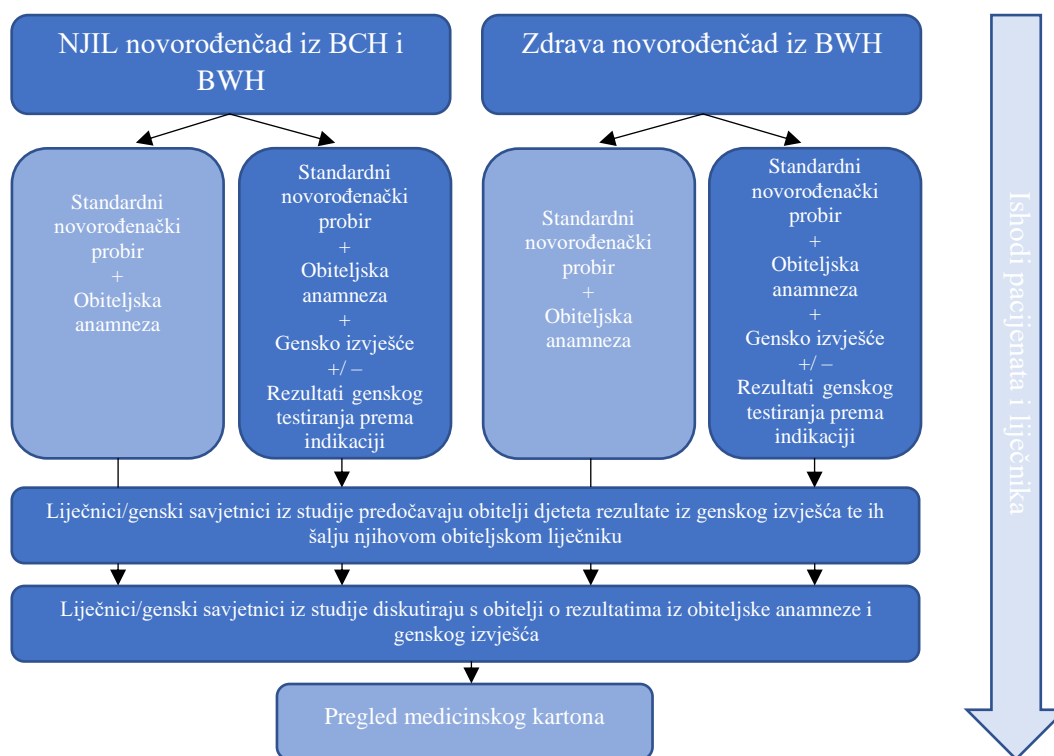 NJIL novorođenčad iz BCH i
BWH
Zdrava novorođenčad iz BWH
Standardni
novorođenački
probir
+
Obiteljska
anamneza
Standardni
novorođenački
probir
+
Obiteljska
anamneza
+
Gensko izvješće
+/ –
Rezultati genskog
testiranja prema
indikaciji
Standardni
novorođenački
probir
+
Obiteljska
anamneza
Standardni
novorođenački
probir
+
Obiteljska
anamneza
+
Gensko izvješće
+/ –
Rezultati genskog
testiranja prema
indikaciji
Liječnici/genski savjetnici iz studije predočavaju obitelji djeteta rezultate iz genskog izvješća te ih
šalju njihovom obiteljskom liječniku
Liječnici/genski savjetnici iz studije diskutiraju s obitelji o rezultatima iz obiteljske anamneze i
genskog izvješća
Pregled medicinskog kartona
Ishodi pacijenata i liječnika